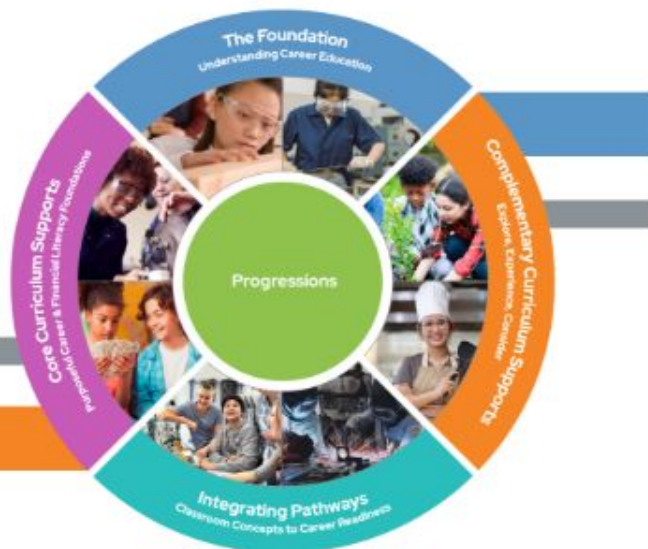 The Foundation
Understanding Career Education
Complementary Curriculum Supports
Explore, Experience, Consider
Core Curriculum Supports
Purposeful Career & Financial Literacy Foundations
Progressions
Integrating Pathways
Classroom Concepts to Career Readiness